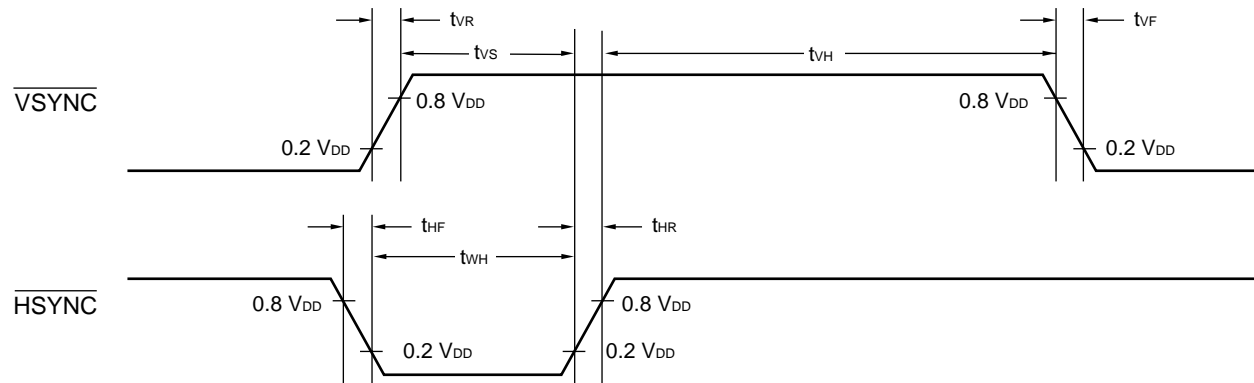 tVR
tVF
tVS
tVH
VSYNC
0.8 VDD
0.8 VDD
0.2 VDD
0.2 VDD
tHF
tHR
tWH
HSYNC
0.8 VDD
0.8 VDD
0.2 VDD
0.2 VDD